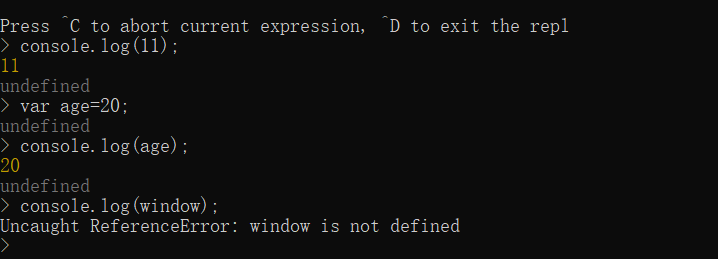 Press ^C to abort current expression, ^D to exit the repl
> console.log(11);
11
undefined
> var age=20;
undefined
> console.log(age);
20
undefined
> console.log(window);
Uncaught ReferenceError: window is not defined
>